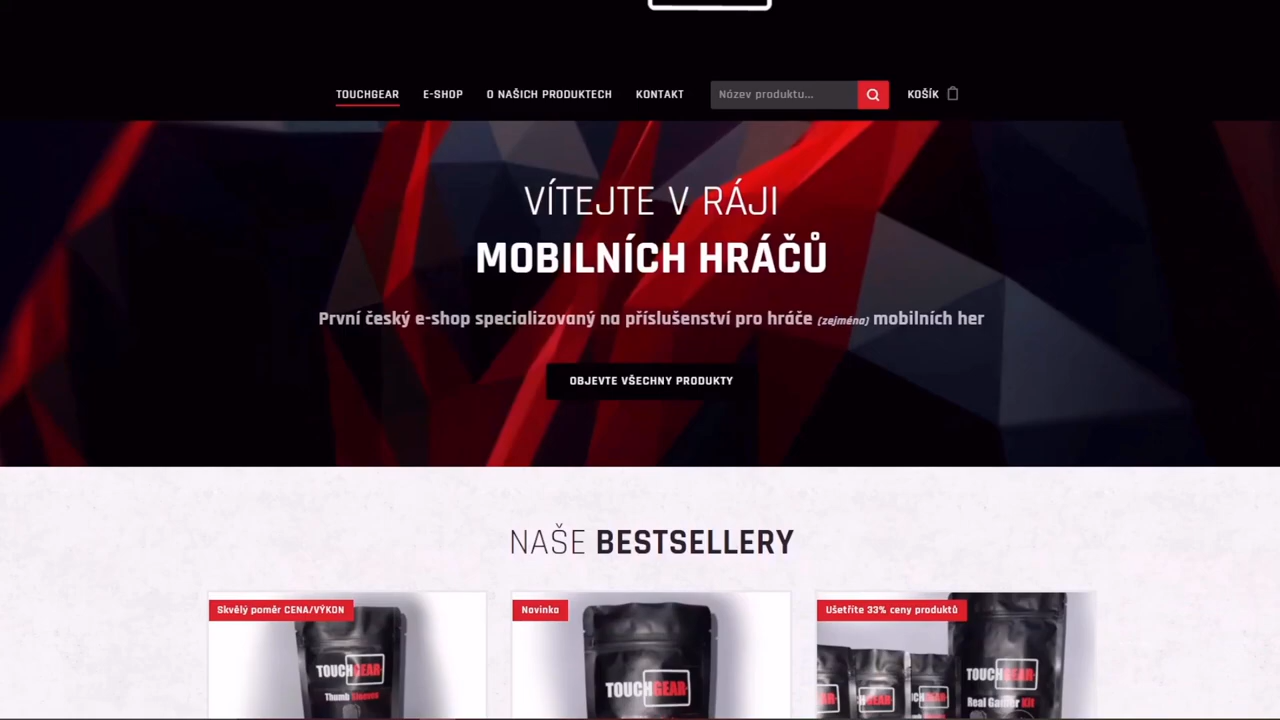 TOUCHGEAR E-SHOP O NAŠICH PRODUKTECH KONTAKT Název produktu... KOŠÍK
VÍTEJTE V RÁJI
MOBILNÍCH HRÁČŮ
První český e-shop specializovaný na příslušenství pro hráče (zejména) mobilních her
OBJEVTE VŠECHNY PRODUKTY
NAŠE BESTSELLERY
Skvělý poměr CENA/VÝKON
Novinka
Ušetříte 33% ceny produktů
TOUCHGEAR
Thumb Sleeves
TOUCHGEAR
TOUCHGEAR
Real Gamer Kit